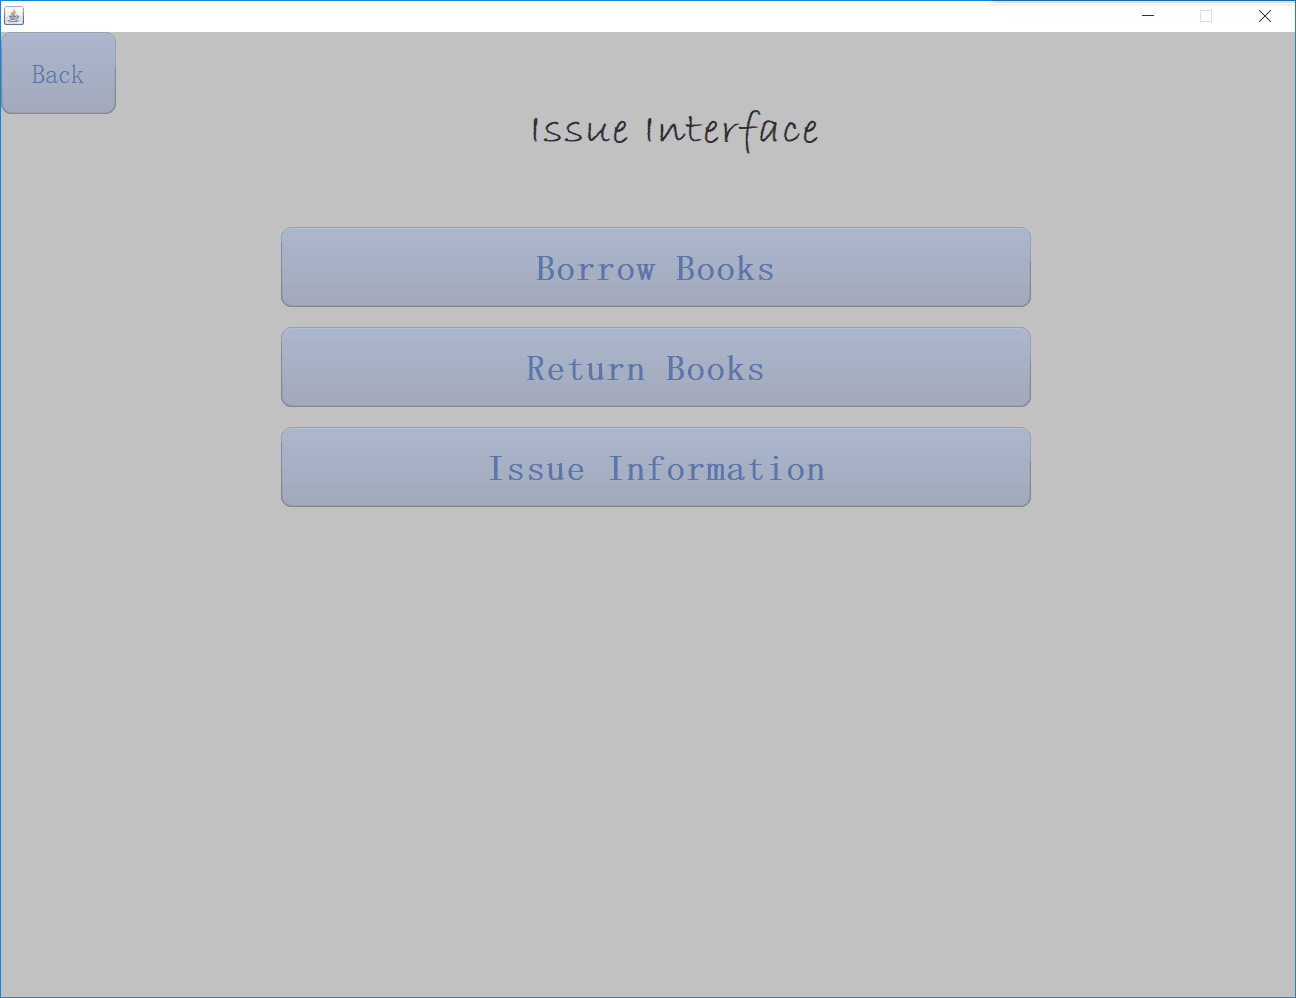 Back
Issue Interface
Borrow Books
Return Books
Issue Information